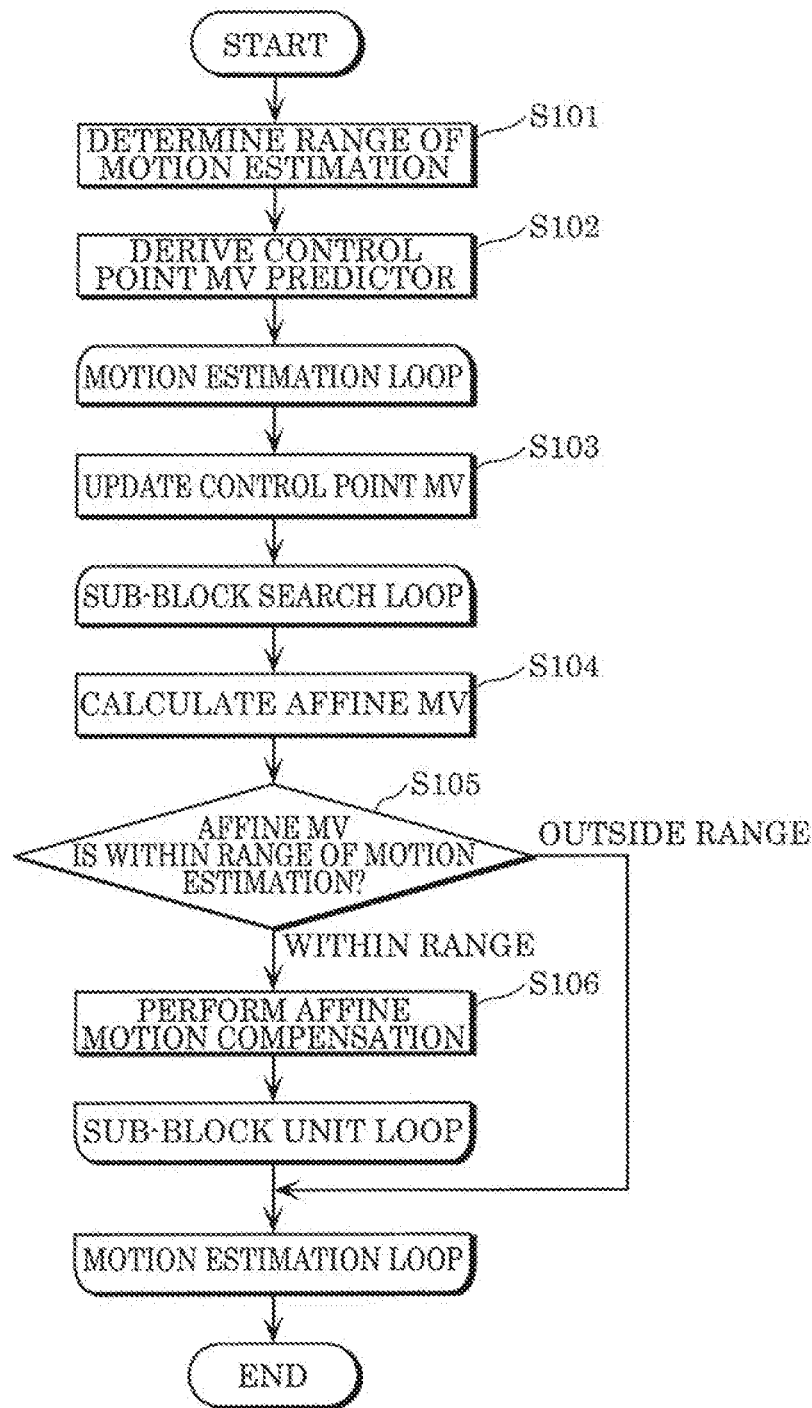 START
DETERMINE RANGE OF
MOTION ESTIMATION
S101
DERIVE CONTROL
POINT MV PREDICTOR
S102
MOTION ESTIMATION LOOP
UPDATE CONTROL POINT MV
S103
SUB-BLOCK SEARCH LOOP
CALCULATE AFFINE MV
S104
S105
AFFINE MV
IS WITHIN RANGE OF MOTION
ESTIMATION?
OUTSIDE RANGE
WITHIN RANGE
PERFORM AFFINE
MOTION COMPENSATION
S106
SUB-BLOCK UNIT LOOP
MOTION ESTIMATION LOOP
END